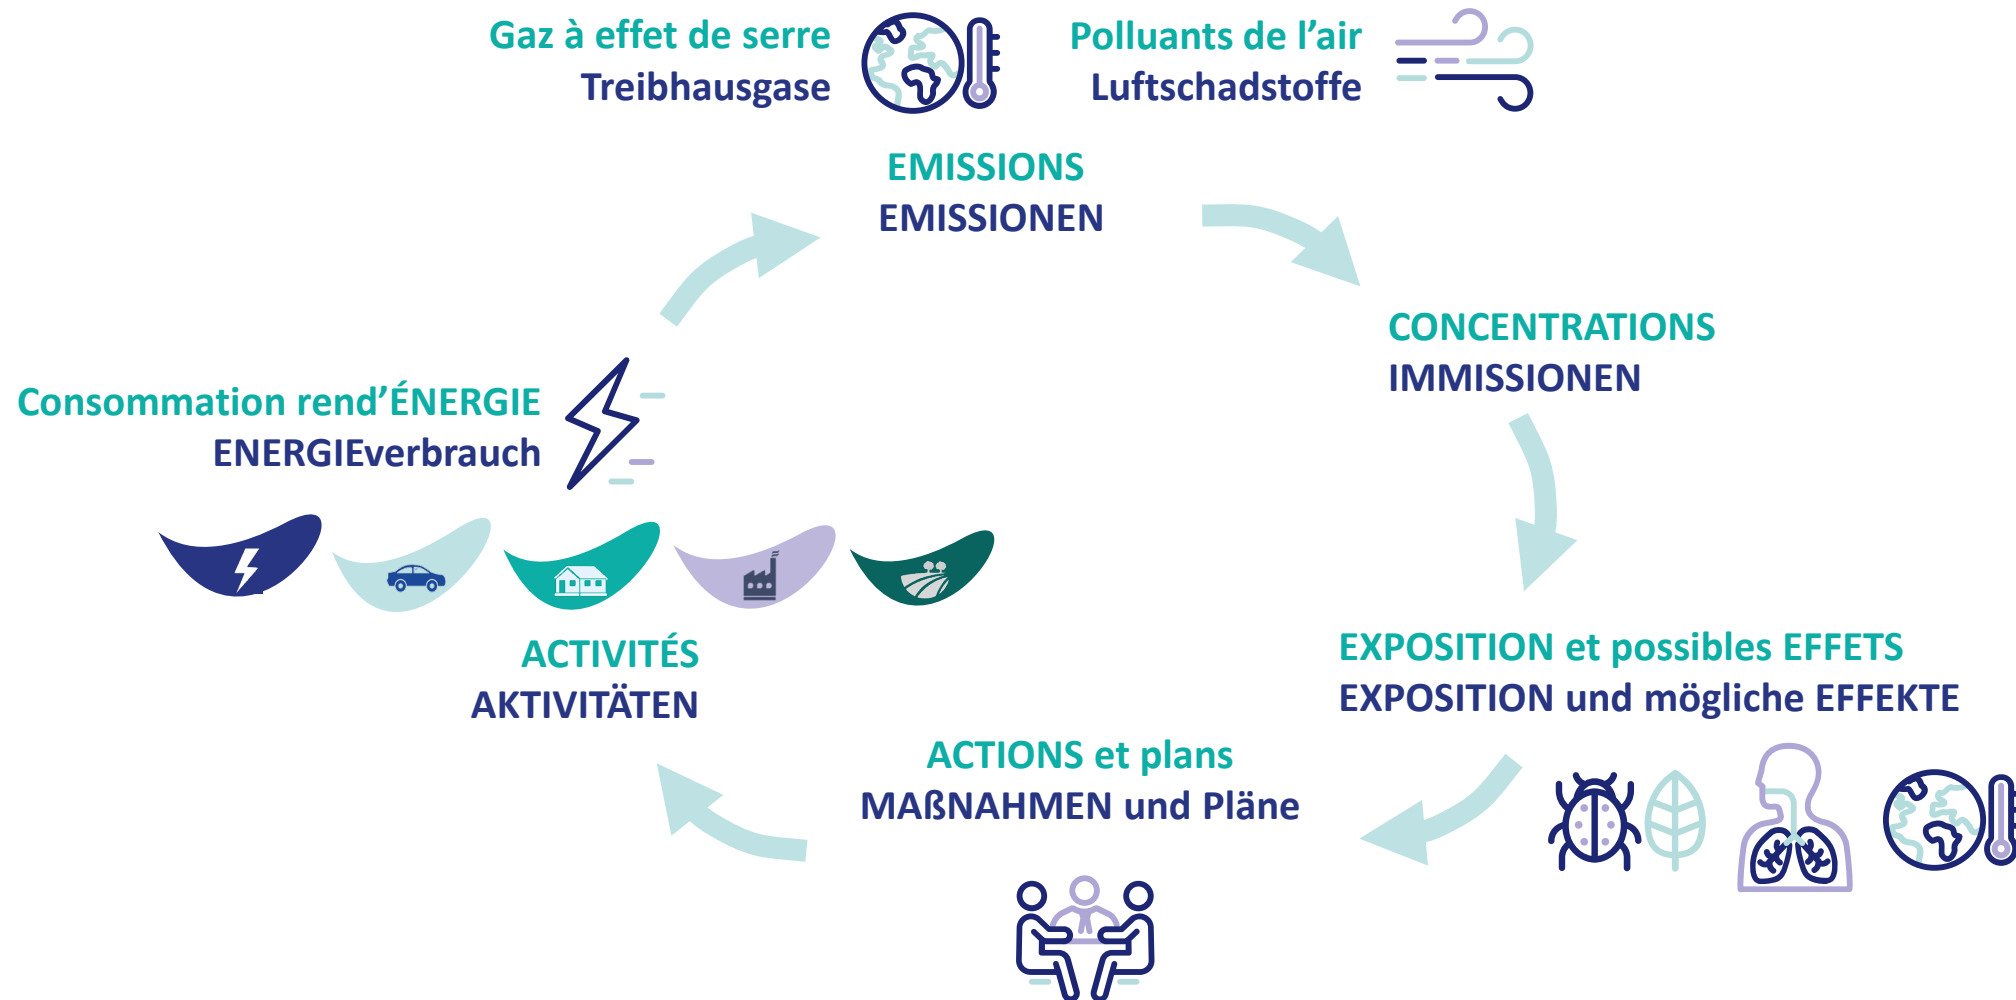 Gaz à effet de serre
Treibhausgase
Polluants de l’air
Luftschadstoffe
EMISSIONS
EMISSIONEN
CONCENTRATIONS
IMMISSIONEN
Consommation rend’ÉNERGIE
ENERGIEverbrauch
ACTIVITÉS
AKTIVITÄTEN
EXPOSITION et possibles EFFETS
EXPOSITION und mögliche EFFEKTE
ACTIONS et plans
MAßNAHMEN und Pläne